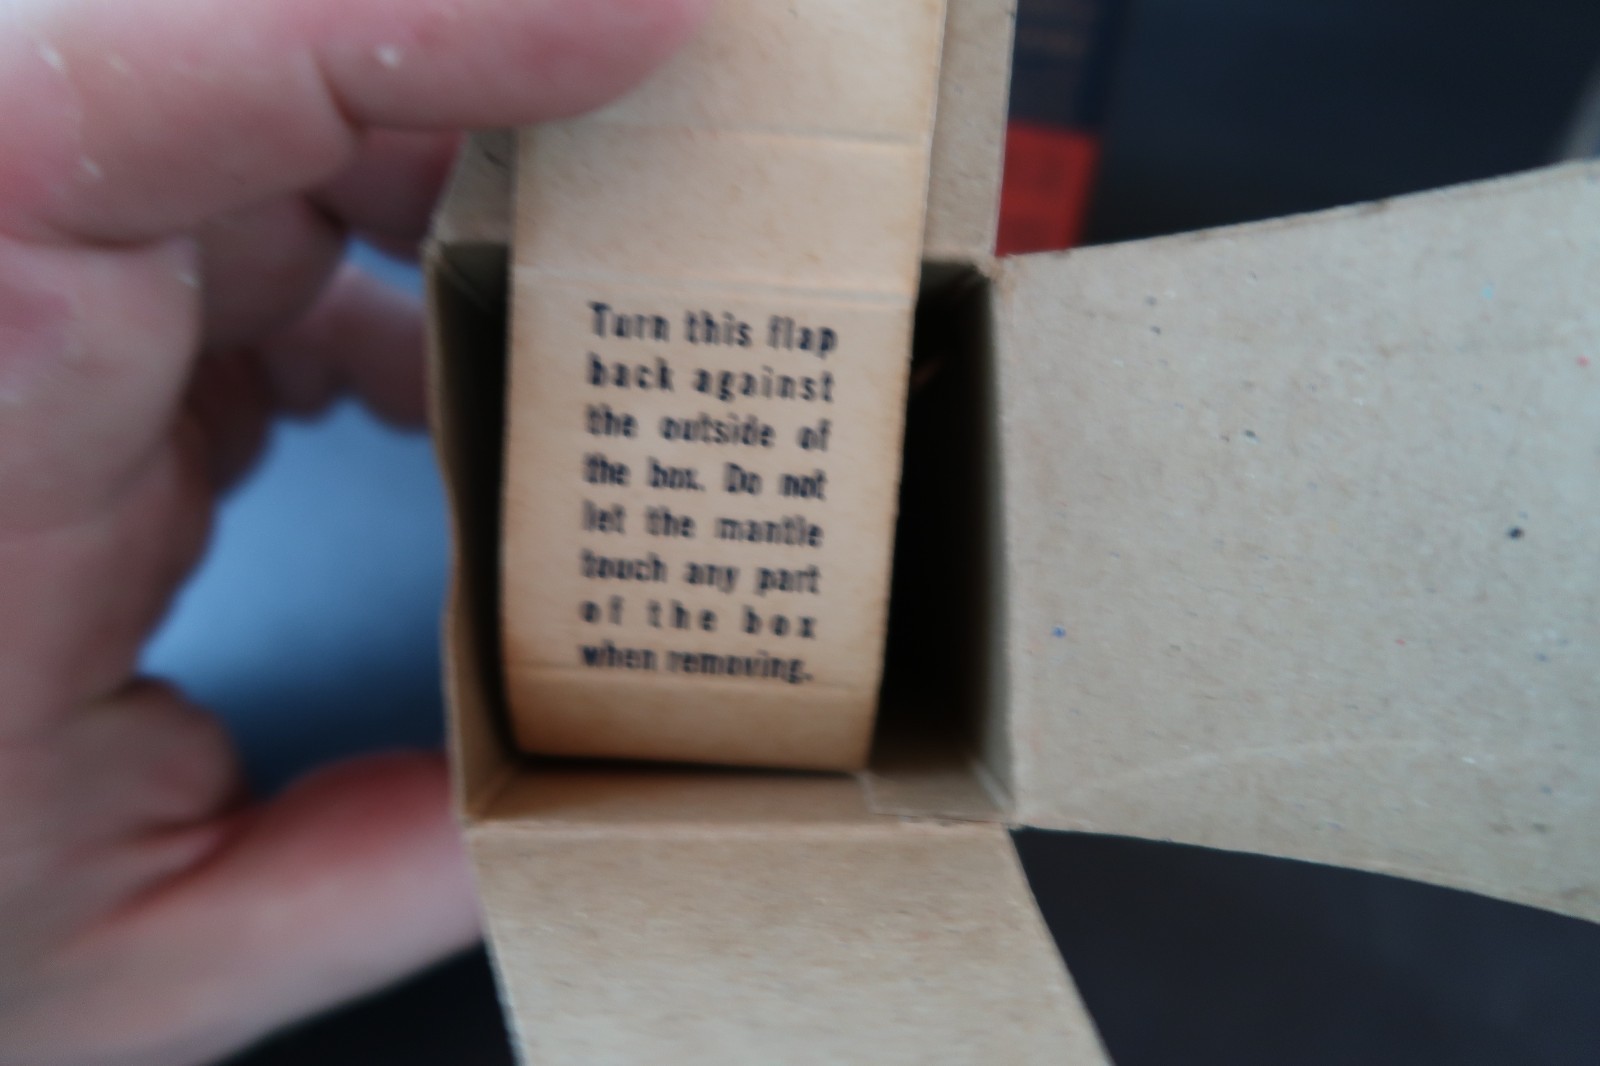 Turn this flap
back against
the outside of
the box. Do not
let the mantle
touch any part
of the box
when removing.